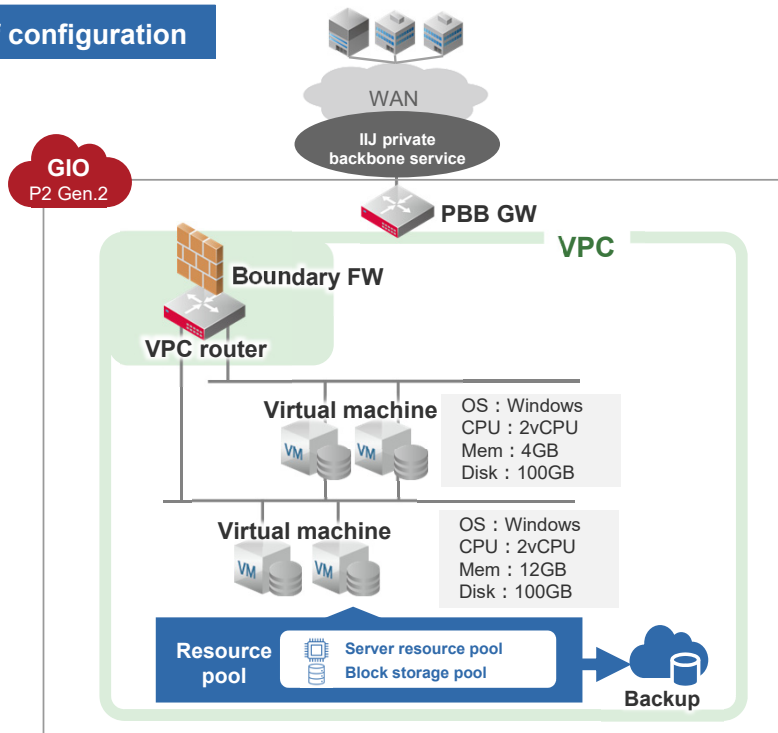 configuration
WAN
IIJ private
backbone service
GIO
P2 Gen.2
PBB GW
VPC
Boundary FW
VPC router
Virtual machine
VM
VM
OS：Windows
CPU：2vCPU
Mem：4GB
Disk：100GB
Virtual machine
VM
VM
OS：Windows
CPU：2vCPU
Mem：12GB
Disk：100GB
Resource
pool
Server resource pool
Block storage pool
Backup